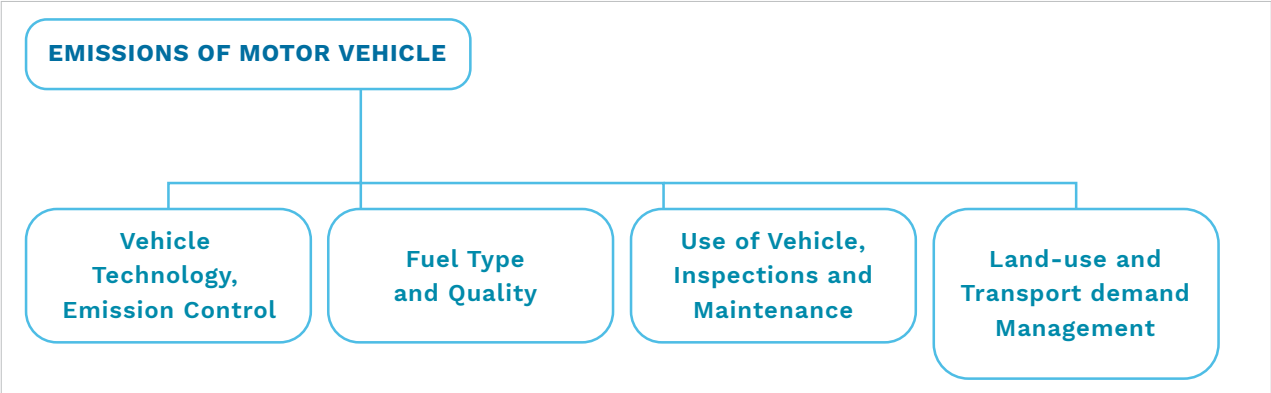 EMISSIONS OF MOTOR VEHICLE
Vehicle
Technology,
Emission Control
Fuel Type
and Quality
Use of Vehicle,
Inspections and
Maintenance
Land-use and
Transport demand
Management